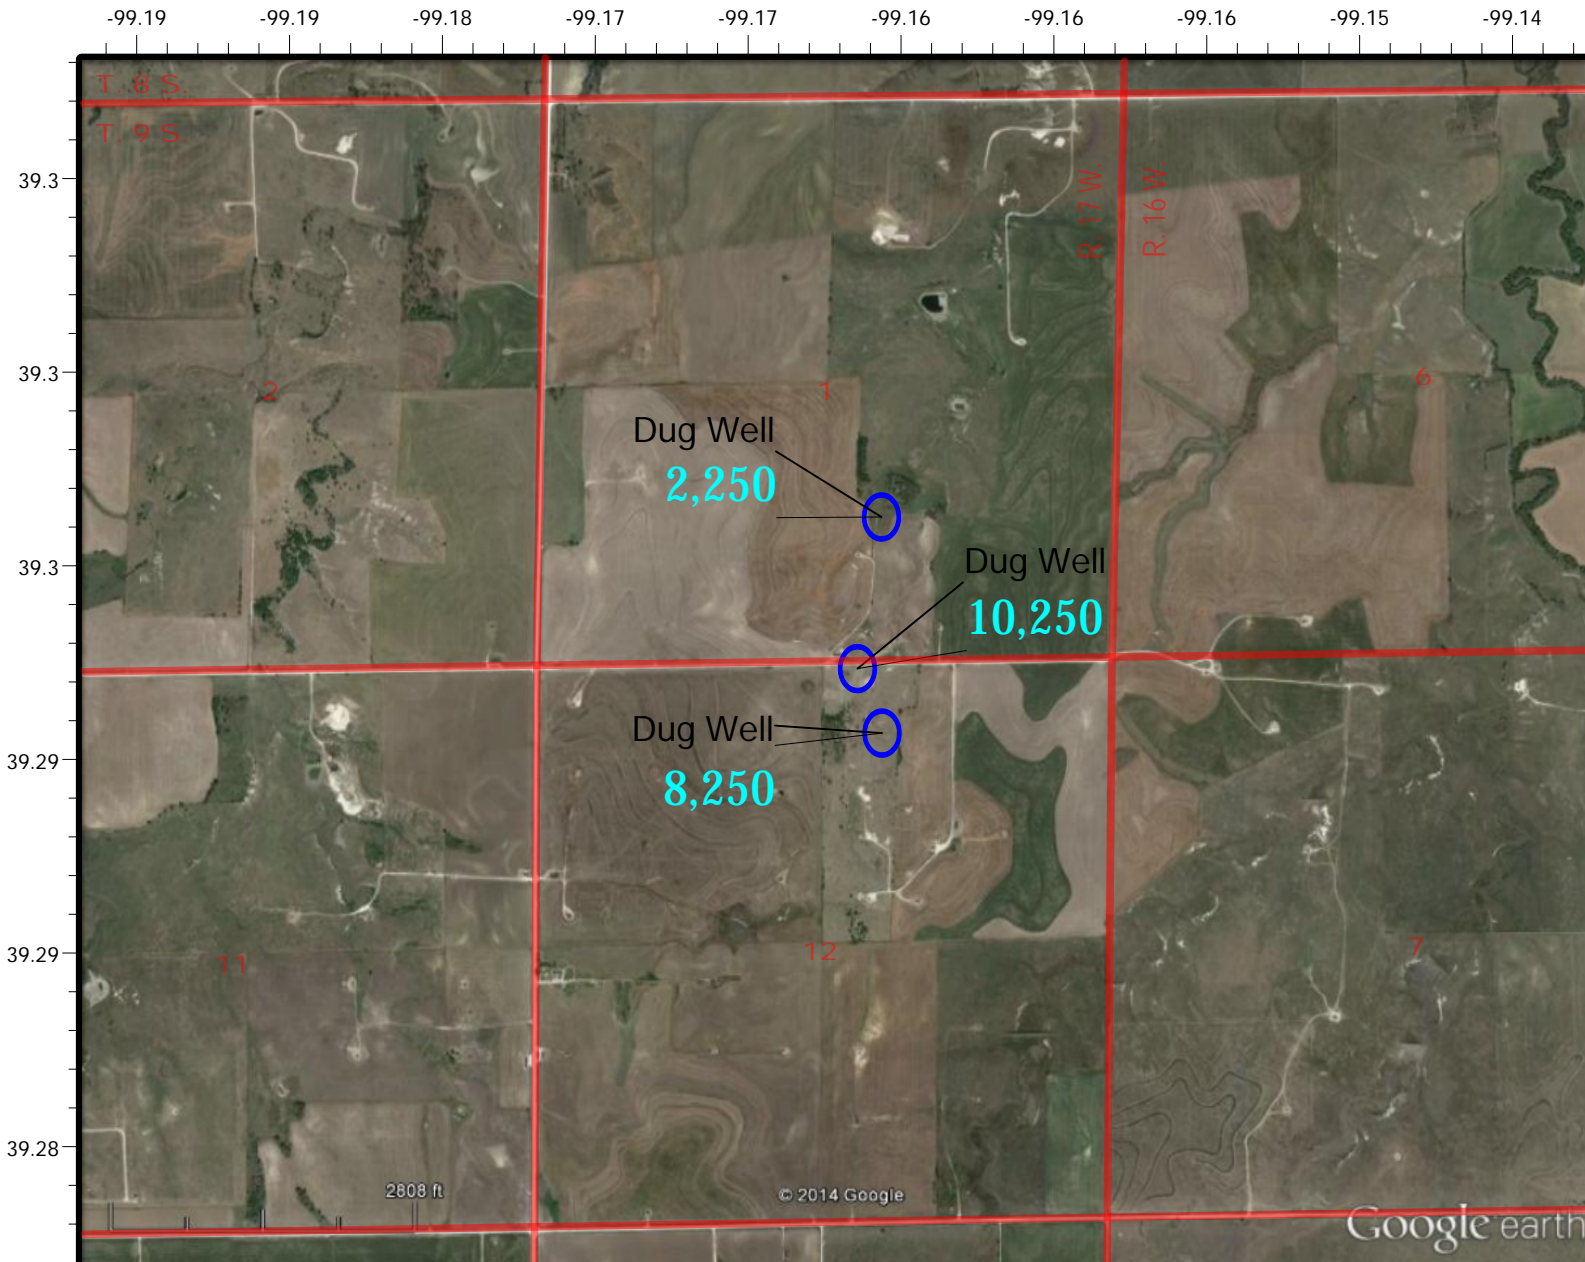 -99.19 -99.19 -99.18 -99.17 -99.17 -99.16 -99.16 -99.16 -99.15 -99.14
T. 8 S.
T. 9 S.
R. 17 W.
R. 16 W.
39.3
39.3
2
1
6
Dug Well
2,250
39.3
Dug Well
10,250
Dug Well
39.29
8,250
39.29
11
12
7
39.28
2808 ft
© 2014 Google
Google earth